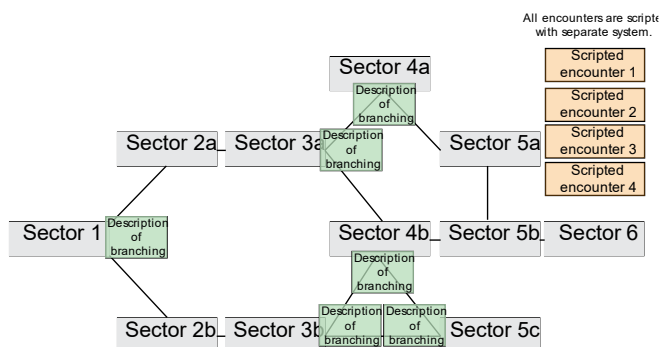 All encounters are scripte
with separate system.
Sector 4a
Scripted
encounter 1
Description
of
branching
Scripted
encounter 2
Sector 2a
Sector 3a
Description
of
branching
Sector 5a
Scripted
encounter 3
Scripted
encounter 4
Sector 1
Description
of
branching
Sector 4b
Sector 5b
Sector 6
Description
of
branching
Sector 2b
Sector 3b
Description
of
branching
Description
of
branching
Sector 5c